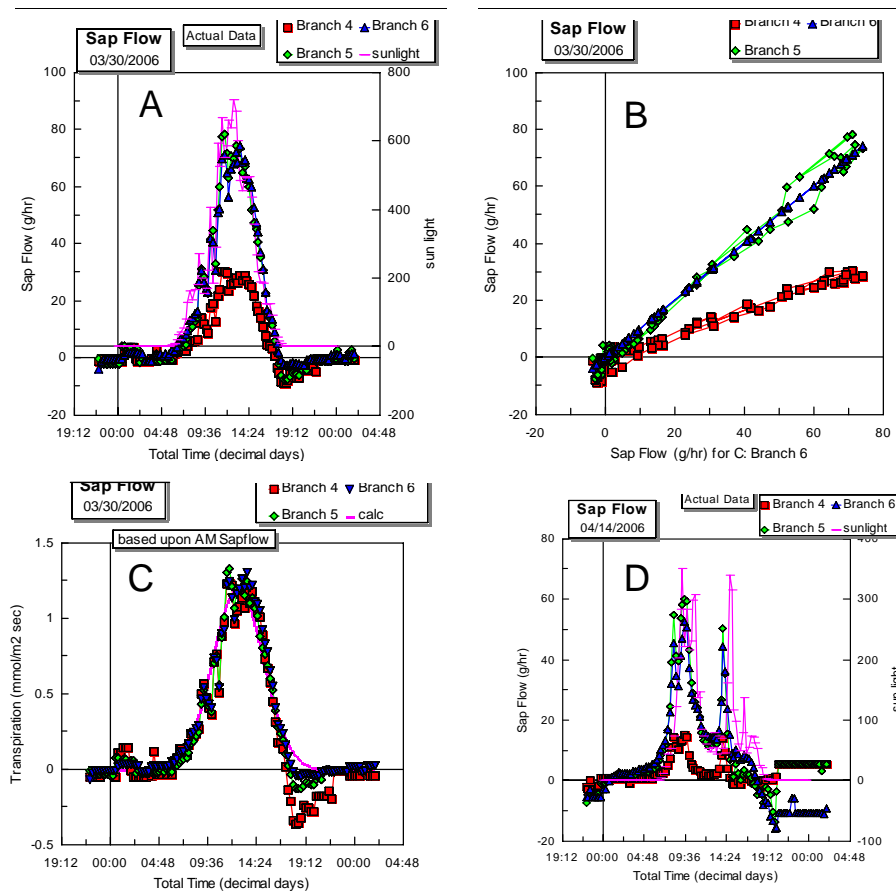 Sap Flow
03/30/2006
Actual Data
Branch 4
Branch 6
Branch 5
sunlight
A
100
80
60
40
20
0
-20
800
600
400
200
0
-200
Sap Flow (g/hr)
sun light
19:12 00:00 04:48 09:36 14:24 19:12 00:00 04:48
Total Time (decimal days)
Sap Flow
03/30/2006
Branch 4
Branch 6
Branch 5
B
100
80
60
40
20
0
-20
Sap Flow (g/hr)
-20 0 20 40 60 80
Sap Flow (g/hr) for C: Branch 6
Sap Flow
03/30/2006
Branch 4
Branch 6
Branch 5
calc
based upon AM Sapflow
C
1.5
1
0.5
0
-0.5
Transpiration (mmol/m2 sec)
19:12 00:00 04:48 09:36 14:24 19:12 00:00 04:48
Total Time (decimal days)
Sap Flow
04/14/2006
Actual Data
Branch 4
Branch 6
Branch 5
sunlight
D
80
60
40
20
0
-20
400
300
200
100
0
-100
Sap Flow (g/hr)
sun light
19:12 00:00 04:48 09:36 14:24 19:12 00:00 04:48
Total Time (decimal days)